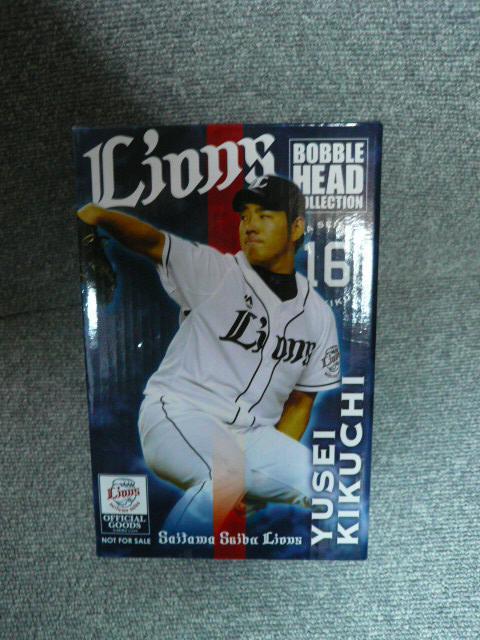 Lions
BOBBLE
HEAD
COLLECTION
16
Lions
YUSEI
KIKUCHI
Lions
OFFICIAL
GOODS
NOT FOR SALE
Saitama Seibu Lions